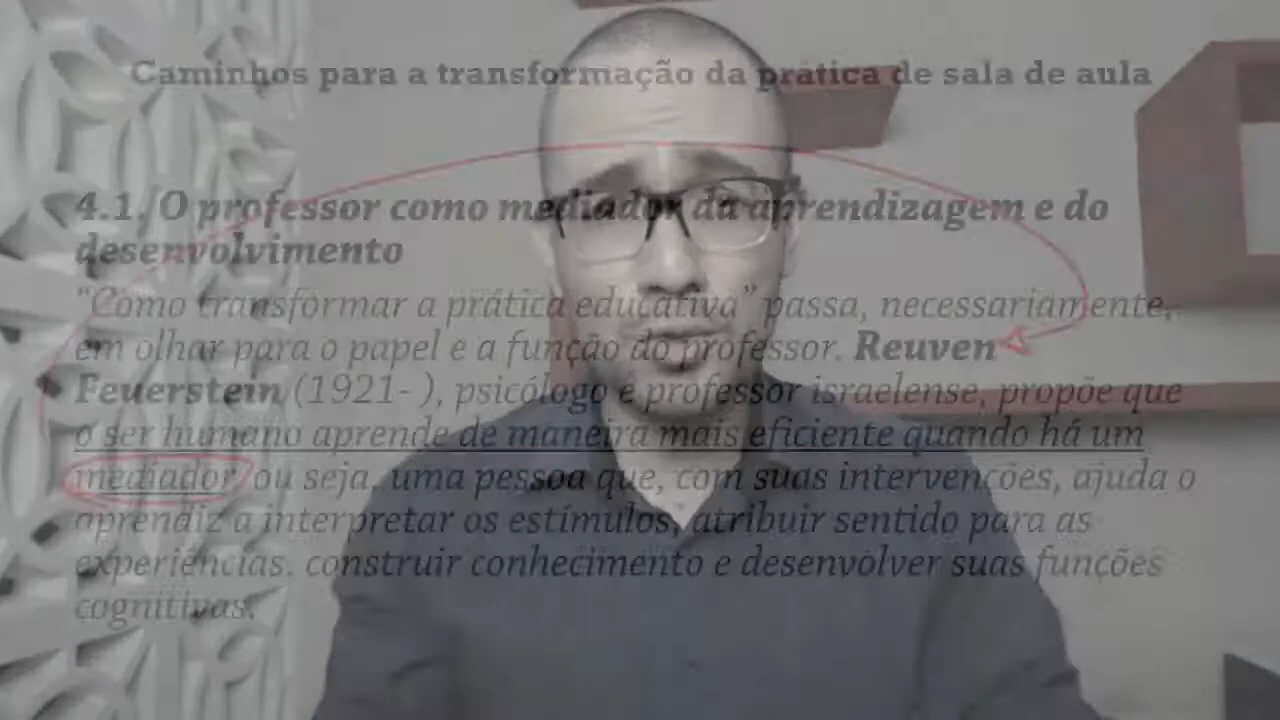 Caminhos para a transformação da prática de sala de aula
4.1. O professor como mediador da aprendizagem e do
desenvolvimento
"Como transformar a prática educativa" passa, necessariamente,
em olhar para o papel e a função do professor. Reuven
Feuerstein (1921- ), psicólogo e professor israelense, propõe que
o ser humano aprende de maneira mais eficiente quando há um
mediador, ou seja, uma pessoa que, com suas intervenções, ajuda o
aprendiz a interpretar os estímulos, atribuir sentido para as
experiências, construir conhecimento e desenvolver suas funções
cognitivas.